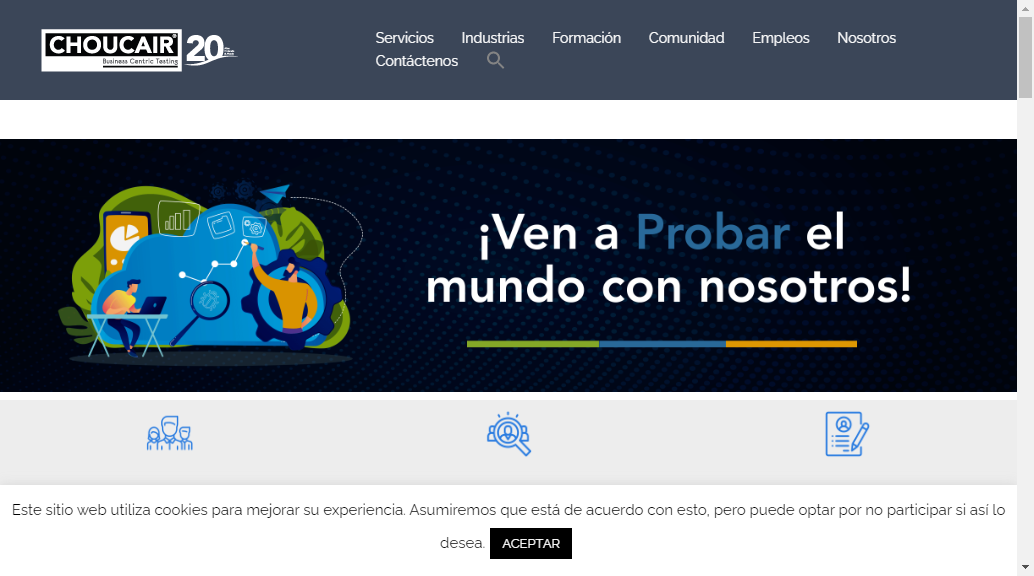 CHOUCAIR®
Business Centric Testing
20
Servicios Industrias Formación Comunidad Empleos Nosotros
Contáctenos
¡Ven a Probar el
mundo con nosotros!
Este sitio web utiliza cookies para mejorar su experiencia. Asumiremos que está de acuerdo con esto, pero puede optar por no participar si así lo
desea. ACEPTAR